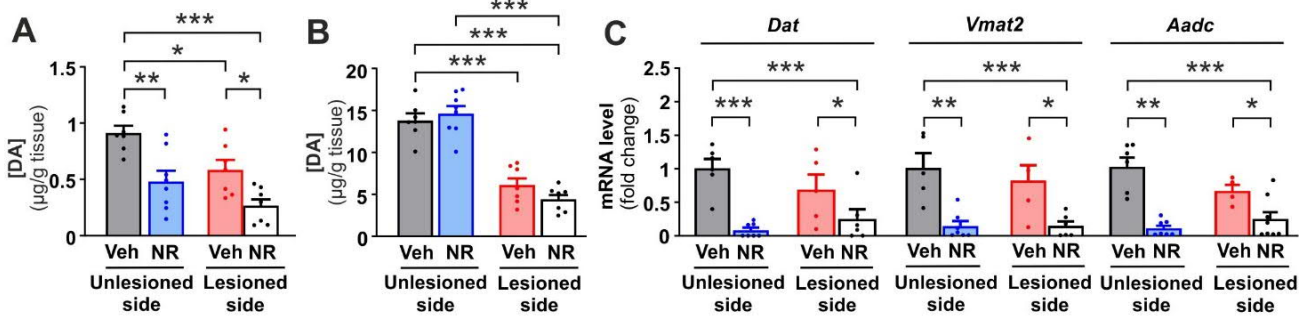 A
[DA]
(µg/g tissue)
1.5
1
0.5
0
***
*
**
*
Veh NR Veh NR
Unlesioned side
Lesioned side
B
[DA]
(µg/g tissue)
20
15
10
5
0
***
***
***
Veh NR Veh NR
Unlesioned side
Lesioned side
C
Dat Vmat2 Aadc
mRNA level
(fold change)
2.5
2
1.5
1
0.5
0
*** *** ***
*** * ** * ** *
Veh NR Veh NR Veh NR Veh NR Veh NR Veh NR
Unlesioned side
Lesioned side
Unlesioned side
Lesioned side
Unlesioned side
Lesioned side